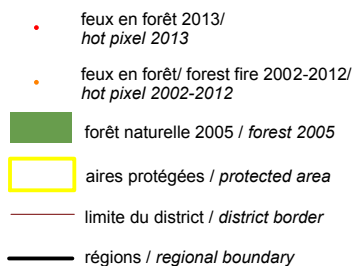 feux en forêt 2013/
hot pixel 2013
feux en forêt/ forest fire 2002-2012/
hot pixel 2002-2012
forêt naturelle 2005 / forest 2005
aires protégées / protected area
limite du district / district border
régions / regional boundary